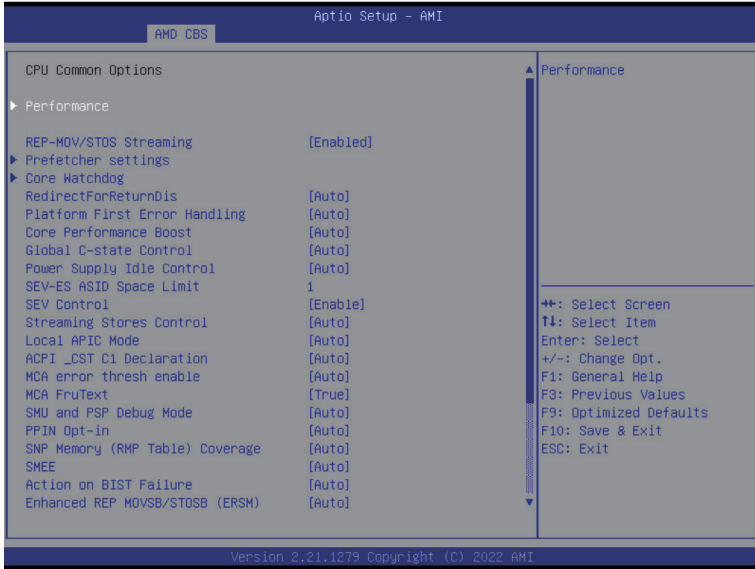 Aptio Setup - AMI
AMD CBS
CPU Common Options
Performance
REP-MOV/STOS Streaming [Enabled]
Prefetcher settings
Core Watchdog
RedirectForReturnDis [Auto]
Platform First Error Handling [Auto]
Core Performance Boost [Auto]
Global C-state Control [Auto]
Power Supply Idle Control [Auto]
SEV-ES ASID Space Limit 1
SEV Control [Enable]
Streaming Stores Control [Auto]
Local APIC Mode [Auto]
ACPI _CST C1 Declaration [Auto]
MCA error thresh enable [Auto]
MCA FruText [True]
SMU and PSP Debug Mode [Auto]
PPIN Opt-in [Auto]
SNP Memory (RMP Table) Coverage [Auto]
SMEE [Auto]
Action on BIST Failure [Auto]
Enhanced REP MOVSB/STOSB (ERSM) [Auto]
Performance
→←: Select Screen
↑↓: Select Item
Enter: Select
+/-: Change Opt.
F1: General Help
F3: Previous Values
F9: Optimized Defaults
F10: Save & Exit
ESC: Exit
Version 2.21.1279 Copyright (C) 2022 AMI